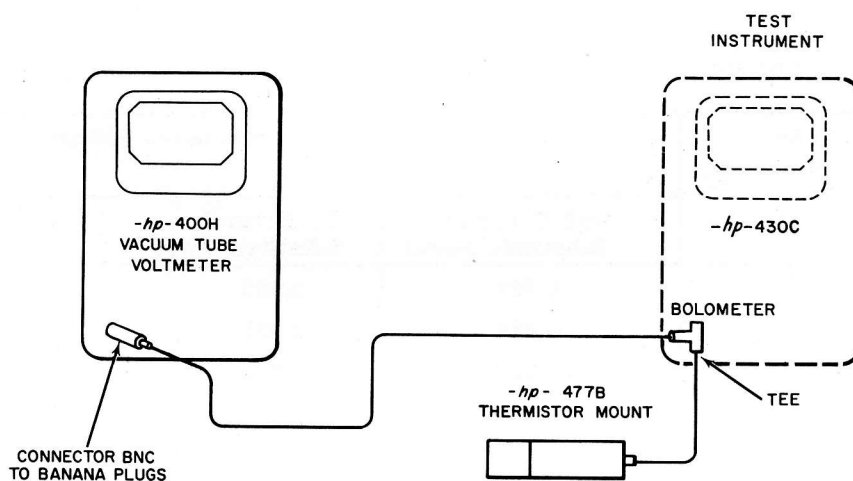 TEST
INSTRUMENT
-hp-400H
VACUUM TUBE
VOLTMETER
-hp-430C
BOLOMETER
-hp- 477B
THERMISTOR MOUNT
TEE
CONNECTOR BNC
TO BANANA PLUGS